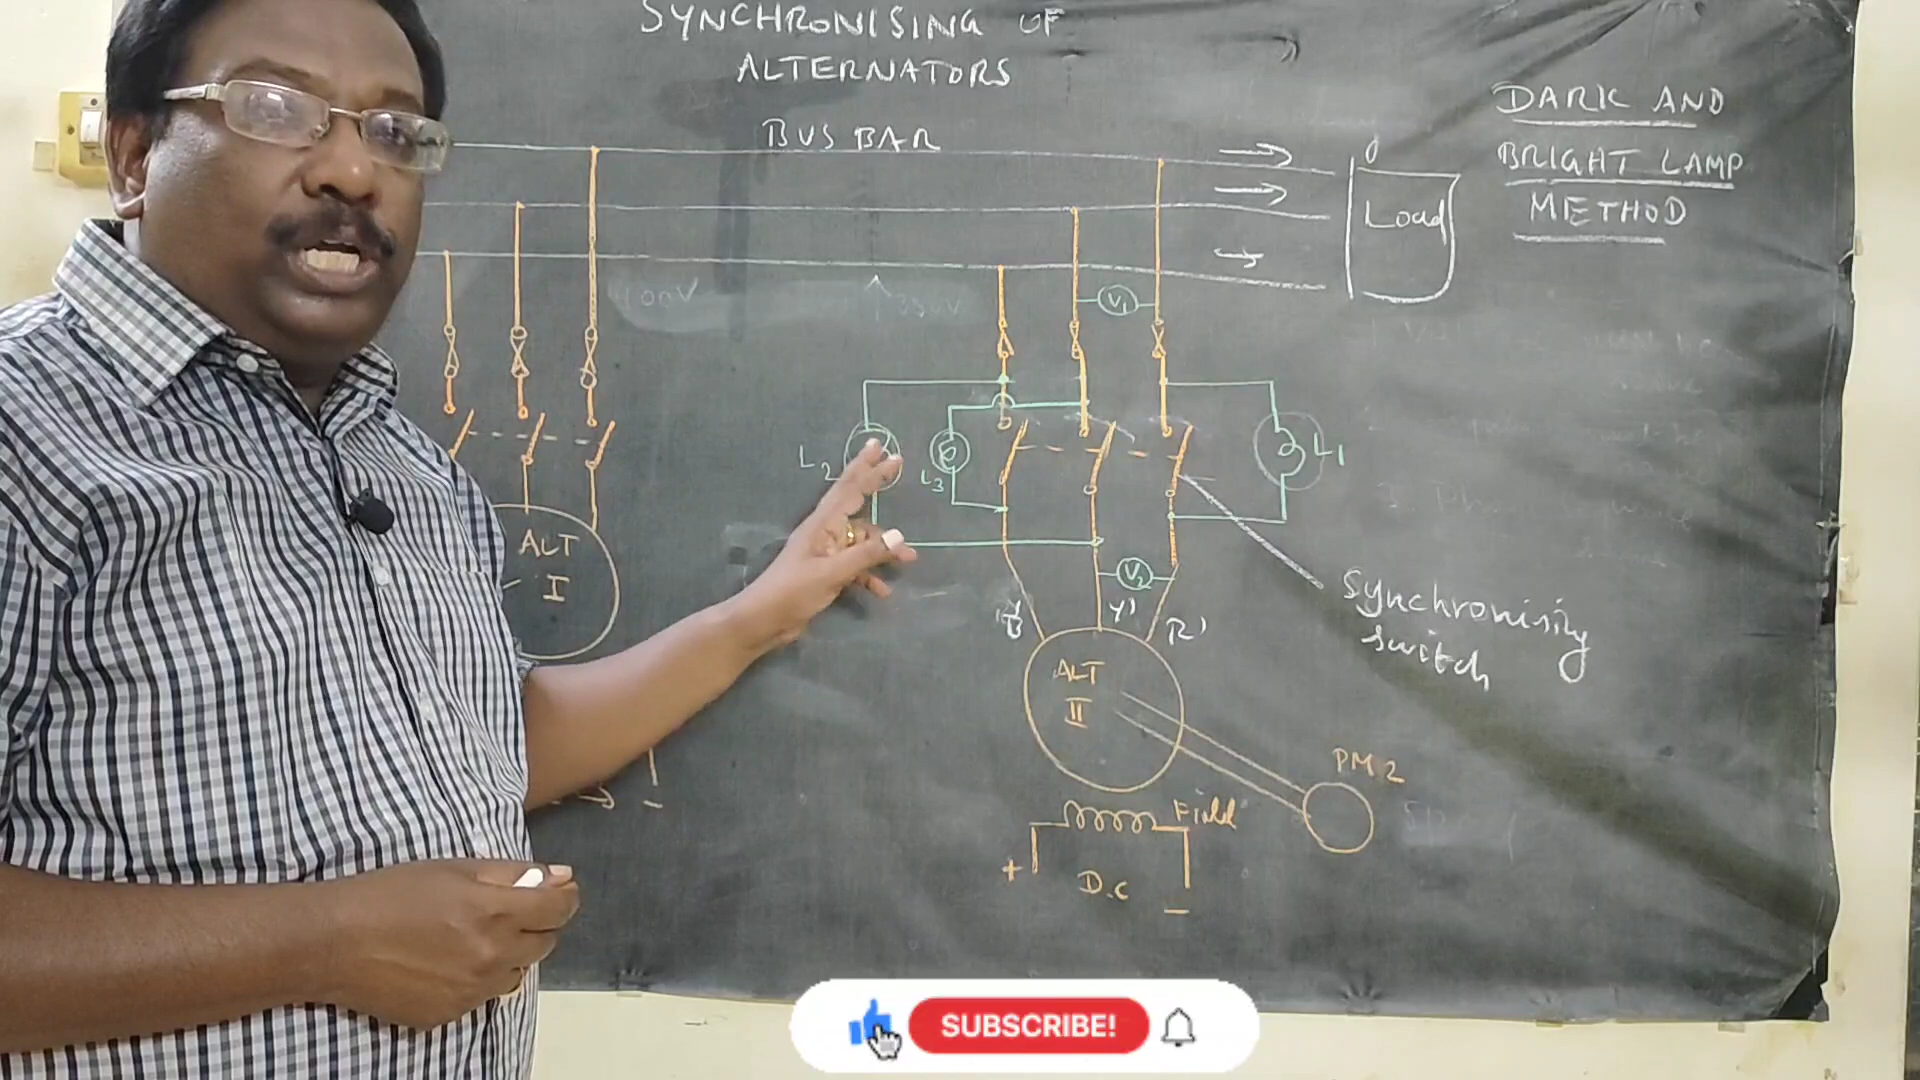 SYNCHRONISING OF
ALTERNATORS
DARK AND
BRIGHT LAMP
METHOD
BUS BAR
Load
400V
V1
L2
L3
L1
ALT
I
V2
Y'
R'
Synchronising
switch
ALT
II
PM 2
Field
+
D.C
-
SUBSCRIBE!